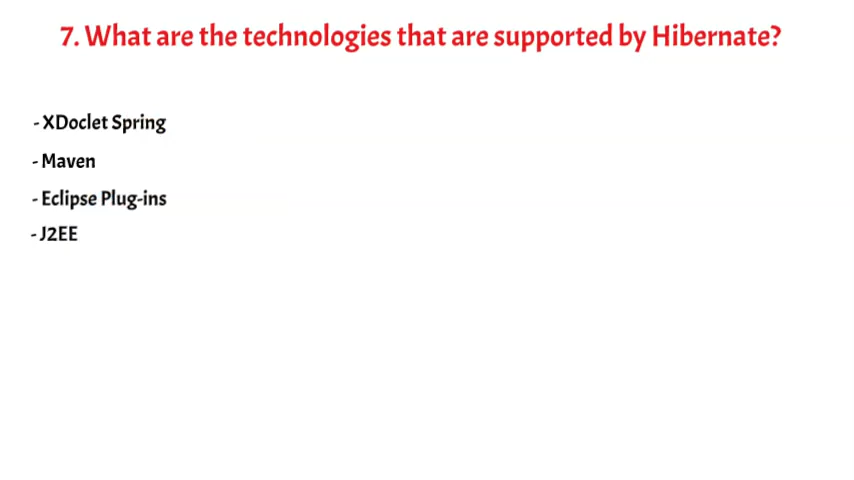 7. What are the technologies that are supported by Hibernate?
- XDoclet Spring
- Maven
- Eclipse Plug-ins
- J2EE